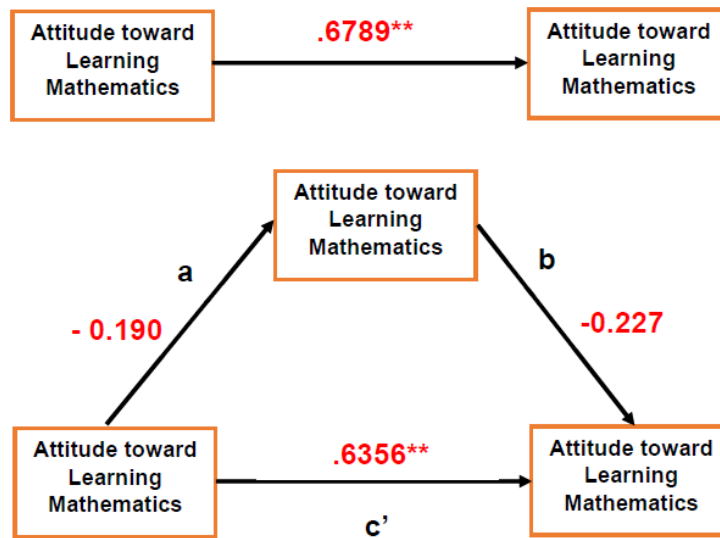 Attitude toward
Learning
Mathematics
.6789**
Attitude toward
Learning
Mathematics
Attitude toward
Learning
Mathematics
a
b
- 0.190
-0.227
Attitude toward
Learning
Mathematics
.6356**
Attitude toward
Learning
Mathematics
c’